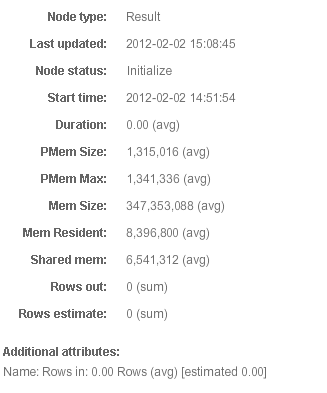 Node type: Result
Last updated: 2012-02-02 15:08:45
Node status: Initialize
Start time: 2012-02-02 14:51:54
Duration: 0.00 (avg)
PMem Size: 1,315,016 (avg)
PMem Max: 1,341,336 (avg)
Mem Size: 347,353,088 (avg)
Mem Resident: 8,396,800 (avg)
Shared mem: 6,541,312 (avg)
Rows out: 0 (sum)
Rows estimate: 0 (sum)
Additional attributes:
Name: Rows in: 0.00 Rows (avg) [estimated 0.00]